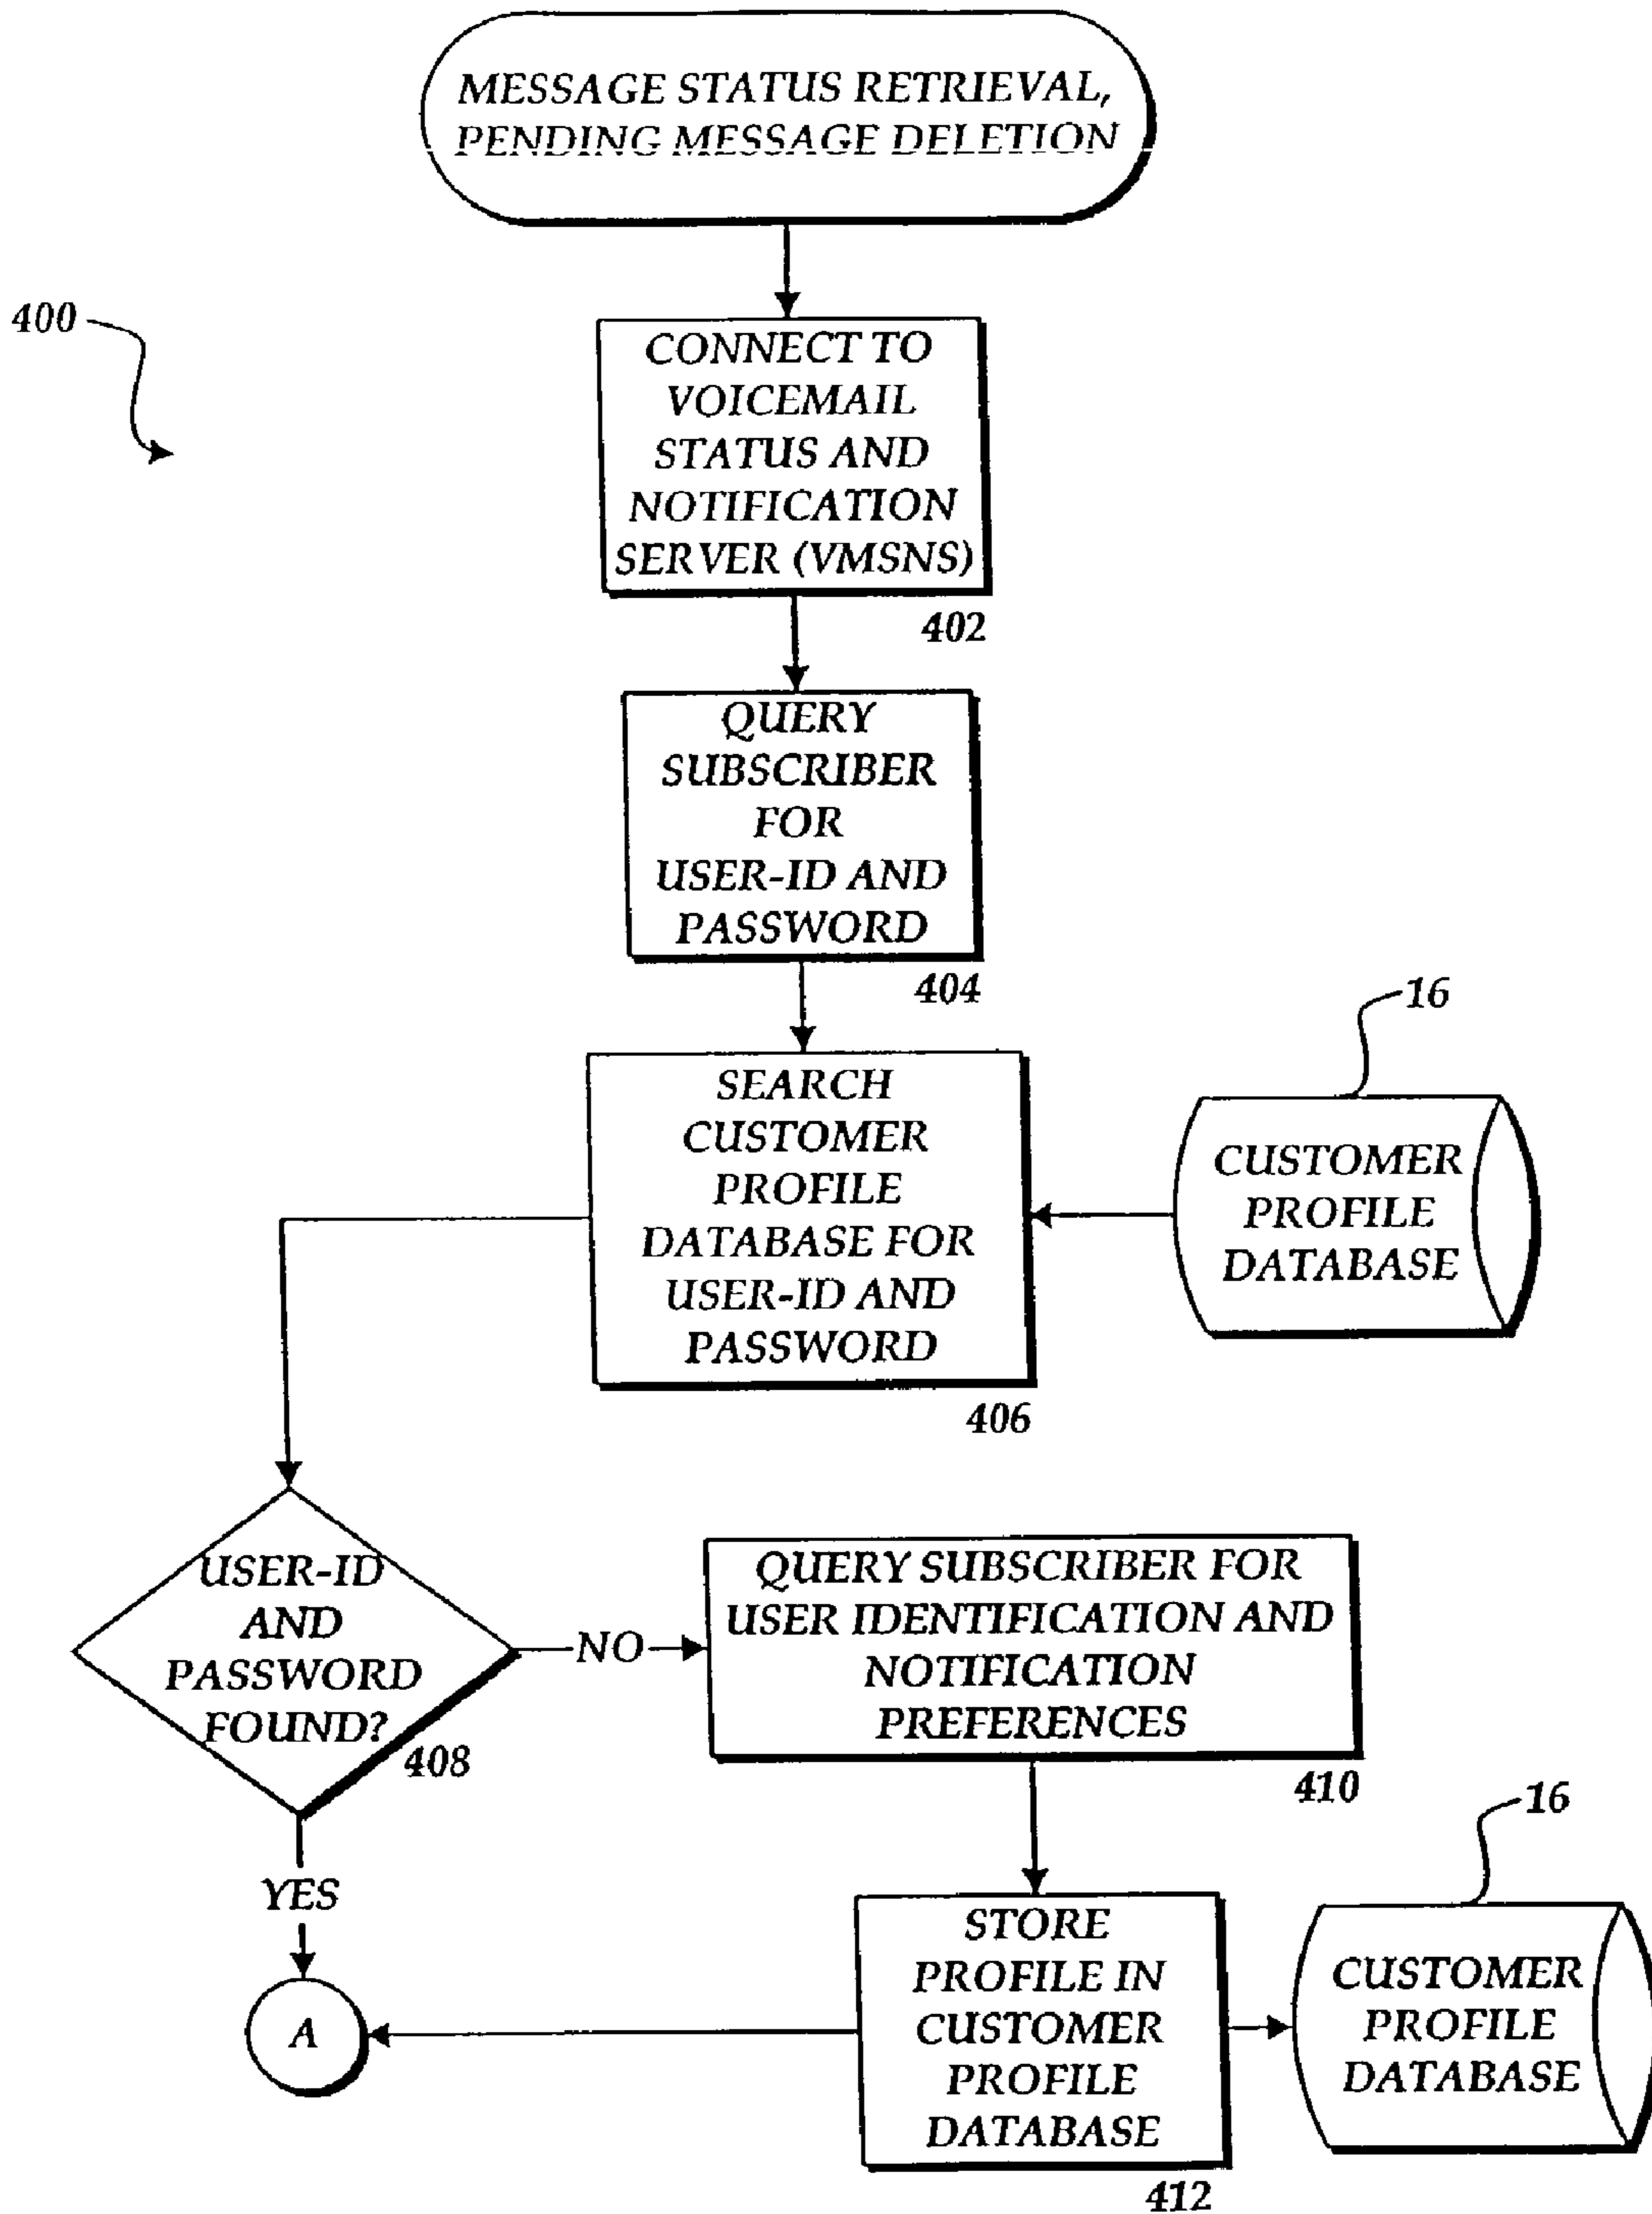 MESSAGE STATUS RETRIEVAL,
PENDING MESSAGE DELETION
400
CONNECT TO
VOICEMAIL
STATUS AND
NOTIFICATION
SERVER (VMSNS)
402
QUERY
SUBSCRIBER
FOR
USER-ID AND
PASSWORD
404
16
SEARCH
CUSTOMER
PROFILE
DATABASE FOR
USER-ID AND
PASSWORD
406
CUSTOMER
PROFILE
DATABASE
USER-ID
AND
PASSWORD
FOUND?
408
NO
QUERY SUBSCRIBER FOR
USER IDENTIFICATION AND
NOTIFICATION
PREFERENCES
410
16
YES
A
STORE
PROFILE IN
CUSTOMER
PROFILE
DATABASE
412
CUSTOMER
PROFILE
DATABASE